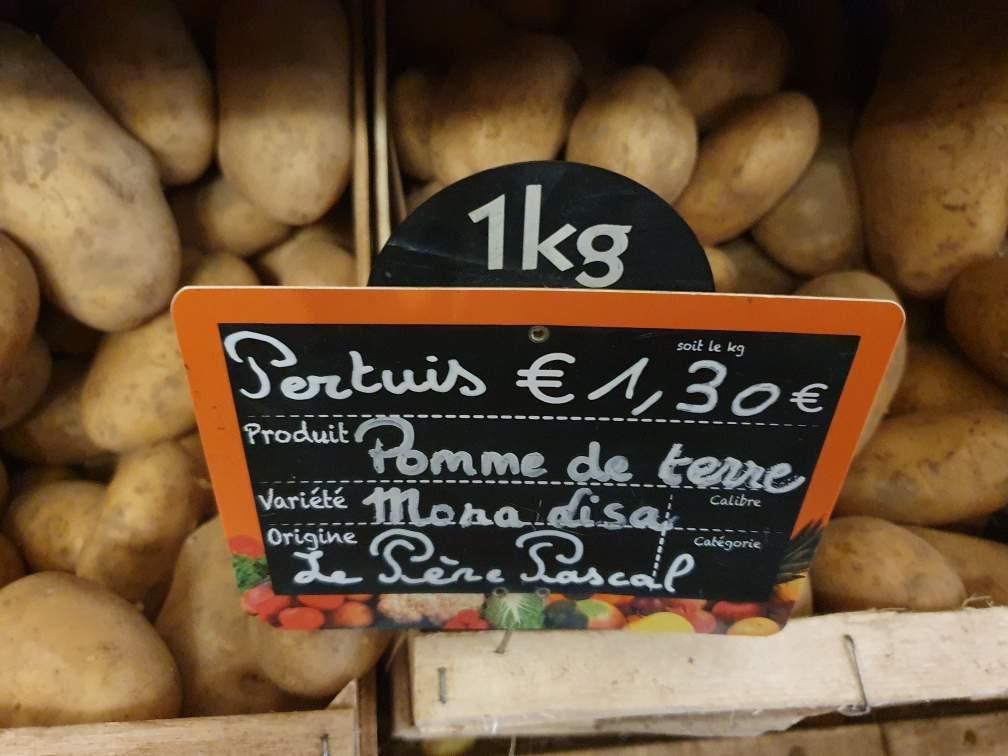 1kg
soit le kg
Pertuis € 1,30 €
Produit Pomme de terre
Variété Mona lisa Calibre
Origine Catégorie
Le Père Pascal